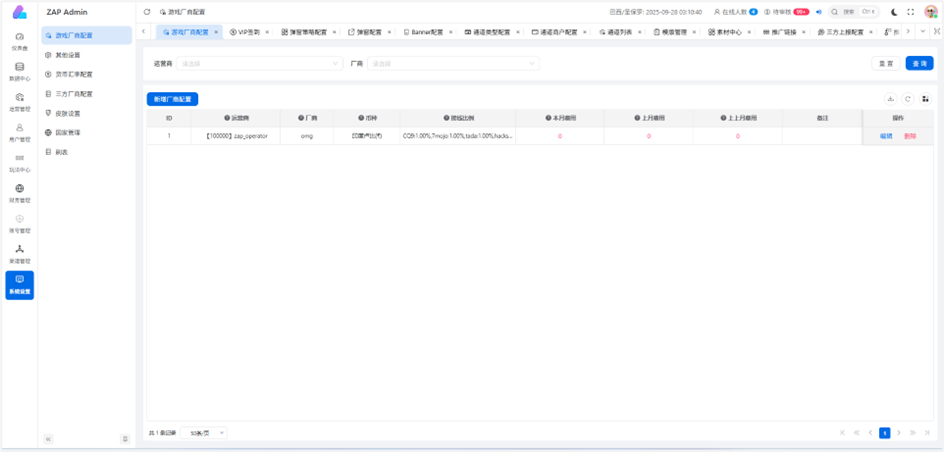 ZAP Admin
游戏厂商配置
巴西/圣保罗: 2025-09-28 03:10:40
在线人数 4
待审核 99+
搜索 Ctrl K
仪表盘
数据中心
运营管理
用户管理
玩法中心
财务管理
账号管理
渠道管理
系统设置
游戏厂商配置
其他设置
货币汇率配置
三方厂商配置
皮肤设置
国家管理
刷表
游戏厂商配置 VIP签到 弹窗策略配置 弹窗配置 Banner配置 通道类型配置 通道商户配置 通道列表 模版管理 素材中心 推广链接 三方上报配置
运营商 请选择 厂商 请选择 重置 查询
新增厂商配置
ID 运营商 厂商 币种 本月费用 上月费用 上上月费用 备注 操作
1 【100000】zap_operator omg 印度卢比(₹) CQ9:1.00%,7mojo:1.00%,tada:1.00%,hacks... 0 0 0 编辑 删除
共 1 条记录 50条/页 1